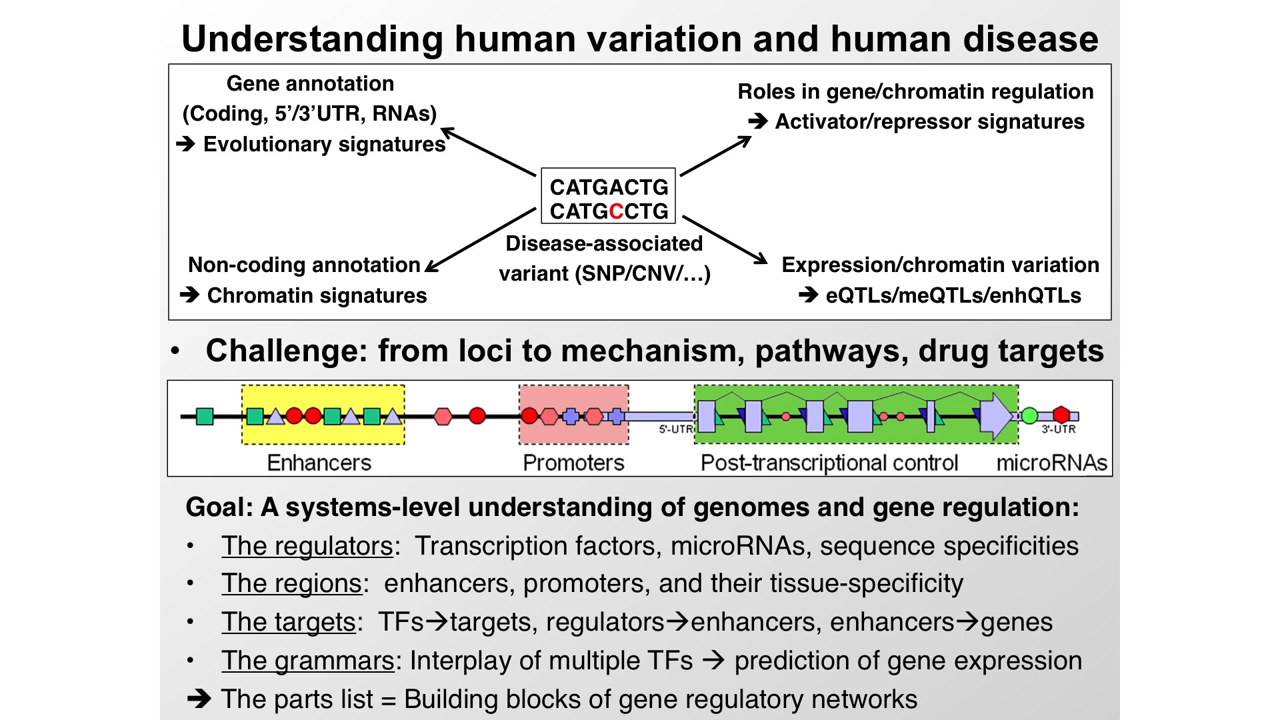 Understanding human variation and human disease
Gene annotation
(Coding, 5’/3’UTR, RNAs)
➔ Evolutionary signatures
Roles in gene/chromatin regulation
➔ Activator/repressor signatures
CATGACTG
CATGCCTG
Disease-associated
variant (SNP/CNV/…)
Non-coding annotation
➔ Chromatin signatures
Expression/chromatin variation
➔ eQTLs/meQTLs/enhQTLs
• Challenge: from loci to mechanism, pathways, drug targets
5'-UTR
3'-UTR
Enhancers
Promoters
Post-transcriptional control
microRNAs
Goal: A systems-level understanding of genomes and gene regulation:
• The regulators: Transcription factors, microRNAs, sequence specificities
• The regions: enhancers, promoters, and their tissue-specificity
• The targets: TFs→targets, regulators→enhancers, enhancers→genes
• The grammars: Interplay of multiple TFs → prediction of gene expression
➔ The parts list = Building blocks of gene regulatory networks